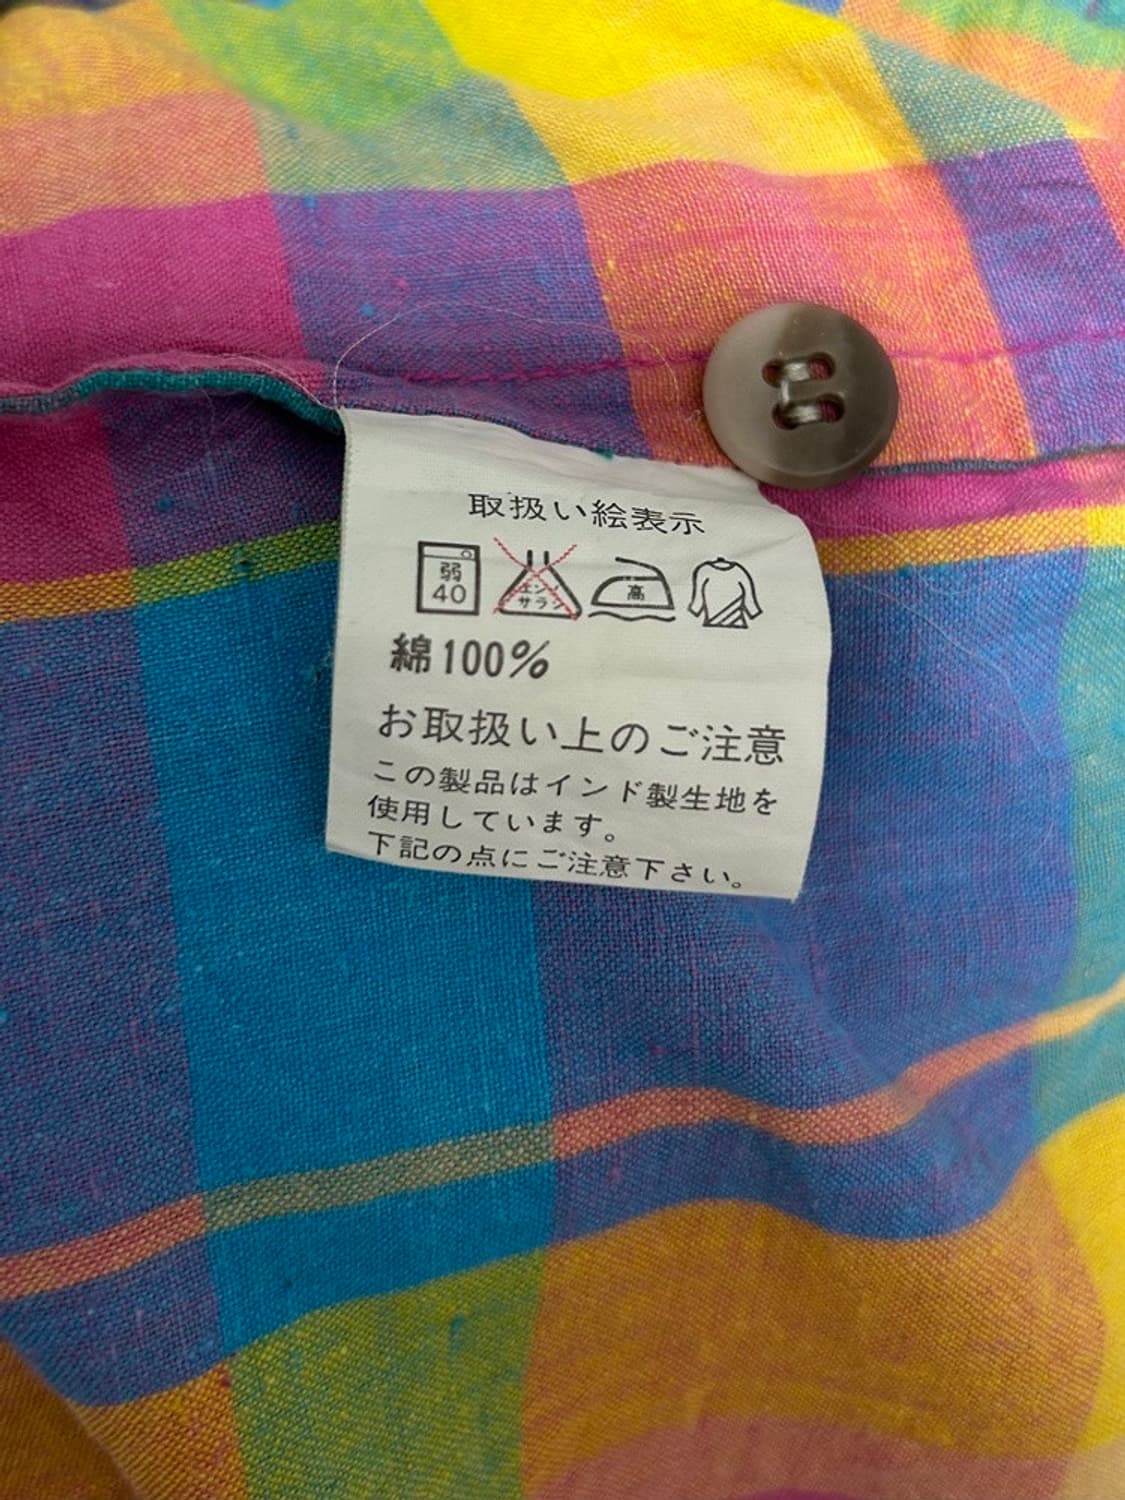 取扱い絵表示
弱
40
エンソ
サラシ
高
綿100%
お取扱い上のご注意
この製品はインド製生地を
使用しています。
下記の点にご注意下さい。